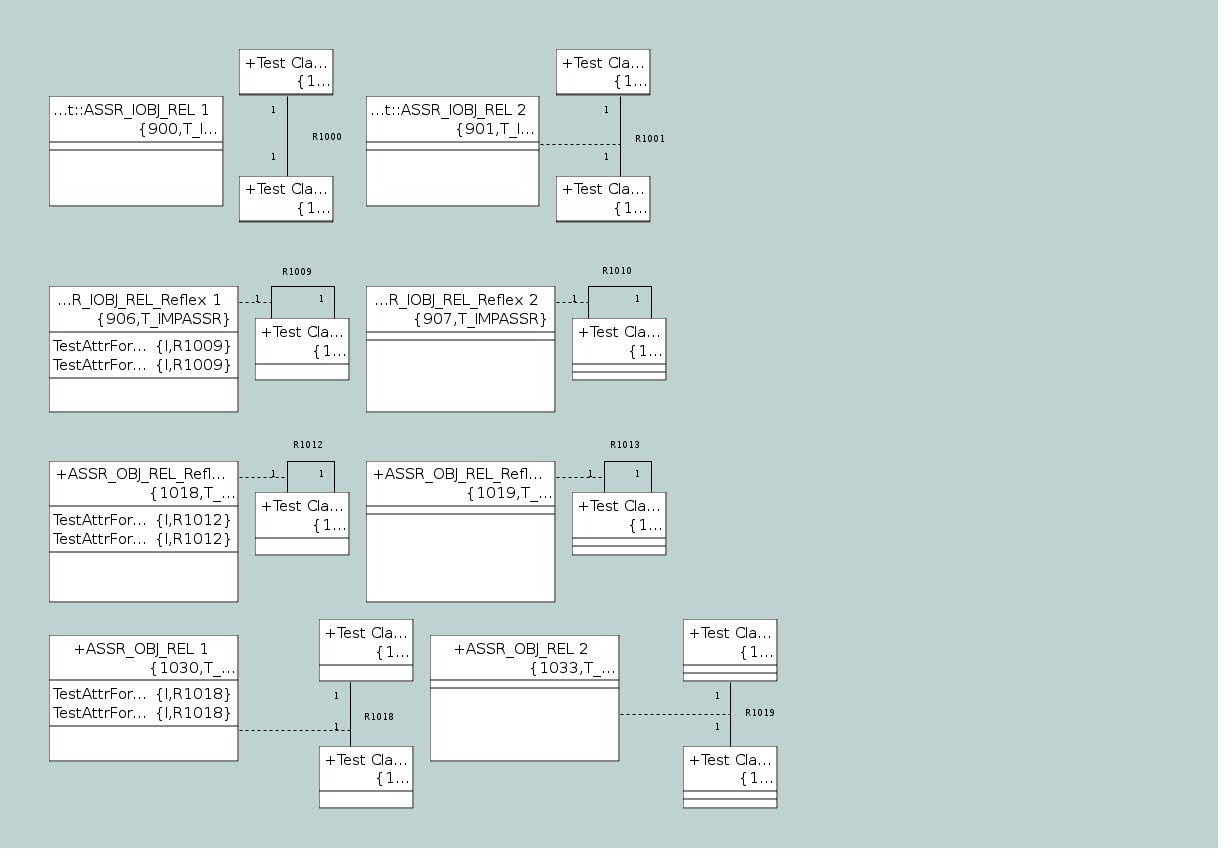 +Test Cla...
{1...
...t::ASSR_IOBJ_REL 1
{900,T_I...
1
R1000
1
+Test Cla...
{1...
+Test Cla...
{1...
...t::ASSR_IOBJ_REL 2
{901,T_I...
1
R1001
1
+Test Cla...
{1...
R1009
...R_IOBJ_REL_Reflex 1
{906,T_IMPASSR}
TestAttrFor... {I,R1009}
TestAttrFor... {I,R1009}
1
1
+Test Cla...
{1...
R1010
...R_IOBJ_REL_Reflex 2
{907,T_IMPASSR}
1
1
+Test Cla...
{1...
R1012
+ASSR_OBJ_REL_Refl...
{1018,T_...
TestAttrFor... {I,R1012}
TestAttrFor... {I,R1012}
1
1
+Test Cla...
{1...
R1013
+ASSR_OBJ_REL_Refl...
{1019,T_...
1
1
+Test Cla...
{1...
+ASSR_OBJ_REL 1
{1030,T_...
TestAttrFor... {I,R1018}
TestAttrFor... {I,R1018}
+Test Cla...
{1...
1
R1018
1
+Test Cla...
{1...
+ASSR_OBJ_REL 2
{1033,T_...
+Test Cla...
{1...
1
R1019
1
+Test Cla...
{1...